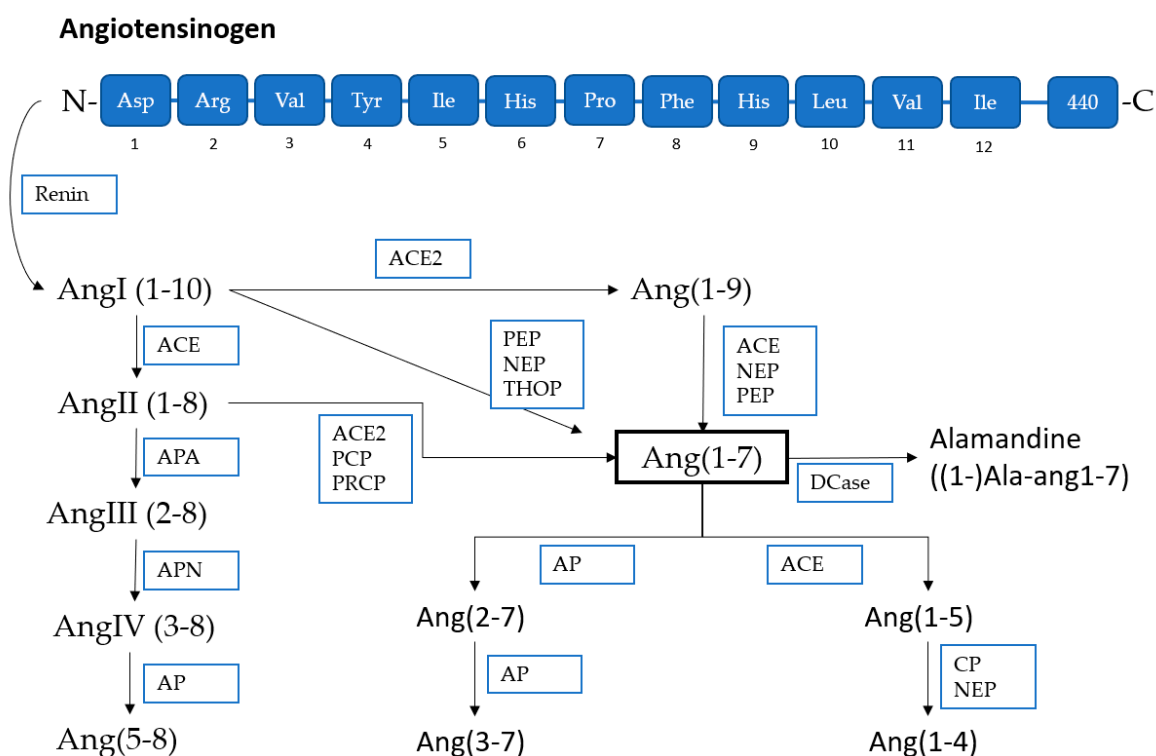 Angiotensinogen
N- Asp Arg Val Tyr Ile His Pro Phe His Leu Val Ile 440 -C
1 2 3 4 5 6 7 8 9 10 11 12
Renin
ACE2
AngI (1-10)
Ang(1-9)
ACE
PEP
NEP
THOP
ACE
NEP
PEP
AngII (1-8)
ACE2
PCP
PRCP
APA
Ang(1-7)
Alamandine
((1-)Ala-ang1-7)
DCase
AngIII (2-8)
APN
AP
ACE
AngIV (3-8)
Ang(2-7)
Ang(1-5)
AP
AP
CP
NEP
Ang(5-8)
Ang(3-7)
Ang(1-4)